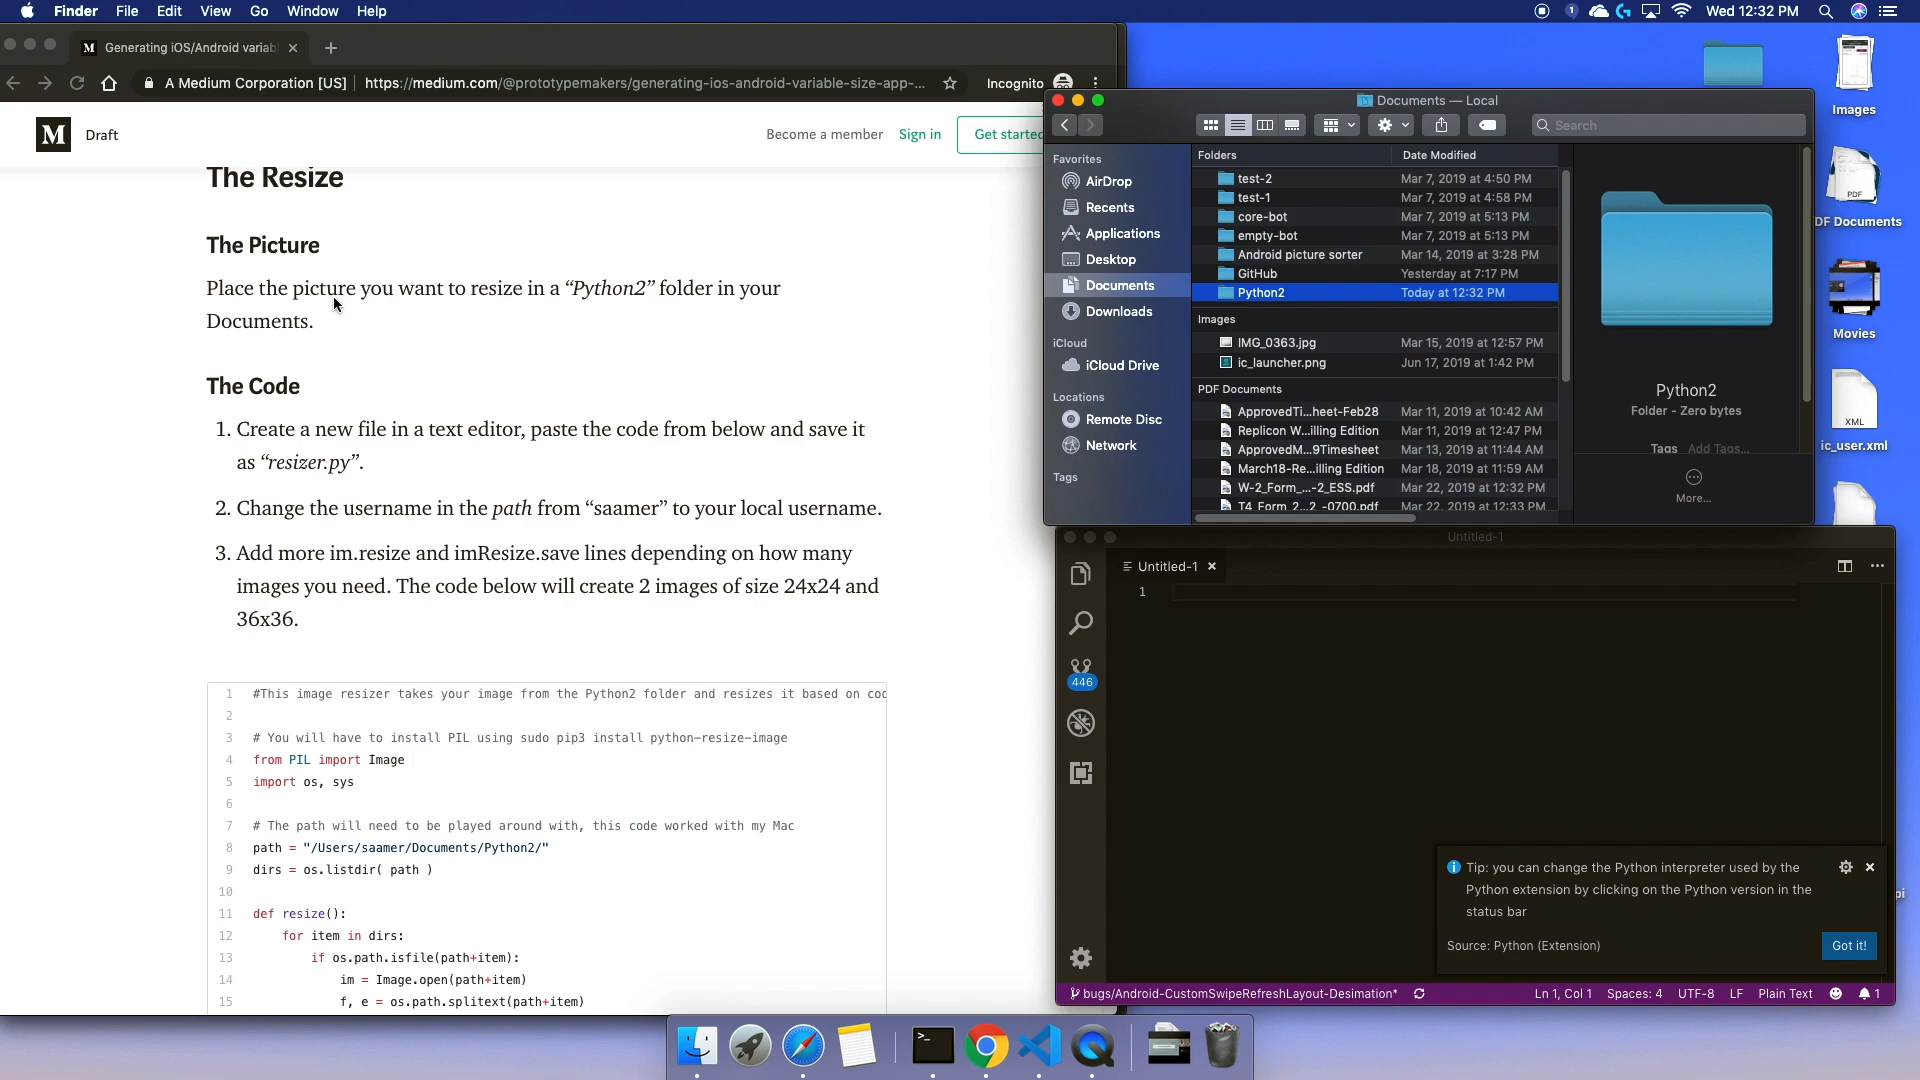 Finder File Edit View Go Window Help
1 Wed 12:32 PM
M Generating iOS/Android variabl
A Medium Corporation [US] https://medium.com/@prototypemakers/generating-ios-android-variable-size-app-... Incognito
M Draft
Become a member Sign in Get started
The Resize
The Picture
Place the picture you want to resize in a “Python2” folder in your
Documents.
The Code
1. Create a new file in a text editor, paste the code from below and save it
as “resizer.py”.
2. Change the username in the path from “saamer” to your local username.
3. Add more im.resize and imResize.save lines depending on how many
images you need. The code below will create 2 images of size 24x24 and
36x36.
1 #This image resizer takes your image from the Python2 folder and resizes it based on cod
2
3 # You will have to install PIL using sudo pip3 install python-resize-image
4 from PIL import Image
5 import os, sys
6
7 # The path will need to be played around with, this code worked with my Mac
8 path = "/Users/saamer/Documents/Python2/"
9 dirs = os.listdir( path )
10
11 def resize():
12 for item in dirs:
13 if os.path.isfile(path+item):
14 im = Image.open(path+item)
15 f, e = os.path.splitext(path+item)
Documents — Local
Search
Favorites
AirDrop
Recents
Applications
Desktop
Documents
Downloads
iCloud
iCloud Drive
Locations
Remote Disc
Network
Tags
Folders Date Modified
test-2 Mar 7, 2019 at 4:50 PM
test-1 Mar 7, 2019 at 4:58 PM
core-bot Mar 7, 2019 at 5:13 PM
empty-bot Mar 7, 2019 at 5:13 PM
Android picture sorter Mar 14, 2019 at 3:28 PM
GitHub Yesterday at 7:17 PM
Python2 Today at 12:32 PM
Images
IMG_0363.jpg Mar 15, 2019 at 12:57 PM
ic_launcher.png Jun 17, 2019 at 1:42 PM
PDF Documents
ApprovedTi...heet-Feb28 Mar 11, 2019 at 10:42 AM
Replicon W...illing Edition Mar 11, 2019 at 12:47 PM
ApprovedM...9Timesheet Mar 13, 2019 at 11:44 AM
March18-Re...illing Edition Mar 18, 2019 at 11:59 AM
W-2_Form_...-2_ESS.pdf Mar 22, 2019 at 12:32 PM
T4_Form_2...2_-0700.pdf Mar 22, 2019 at 12:33 PM
Python2
Folder - Zero bytes
Tags Add Tags...
More...
Images
PDF
DF Documents
Movies
XML
ic_user.xml
pi
Untitled-1
Untitled-1
1
446
Tip: you can change the Python interpreter used by the
Python extension by clicking on the Python version in the
status bar
Source: Python (Extension)
Got it!
bugs/Android-CustomSwipeRefreshLayout-Desimation* Ln 1, Col 1 Spaces: 4 UTF-8 LF Plain Text 1